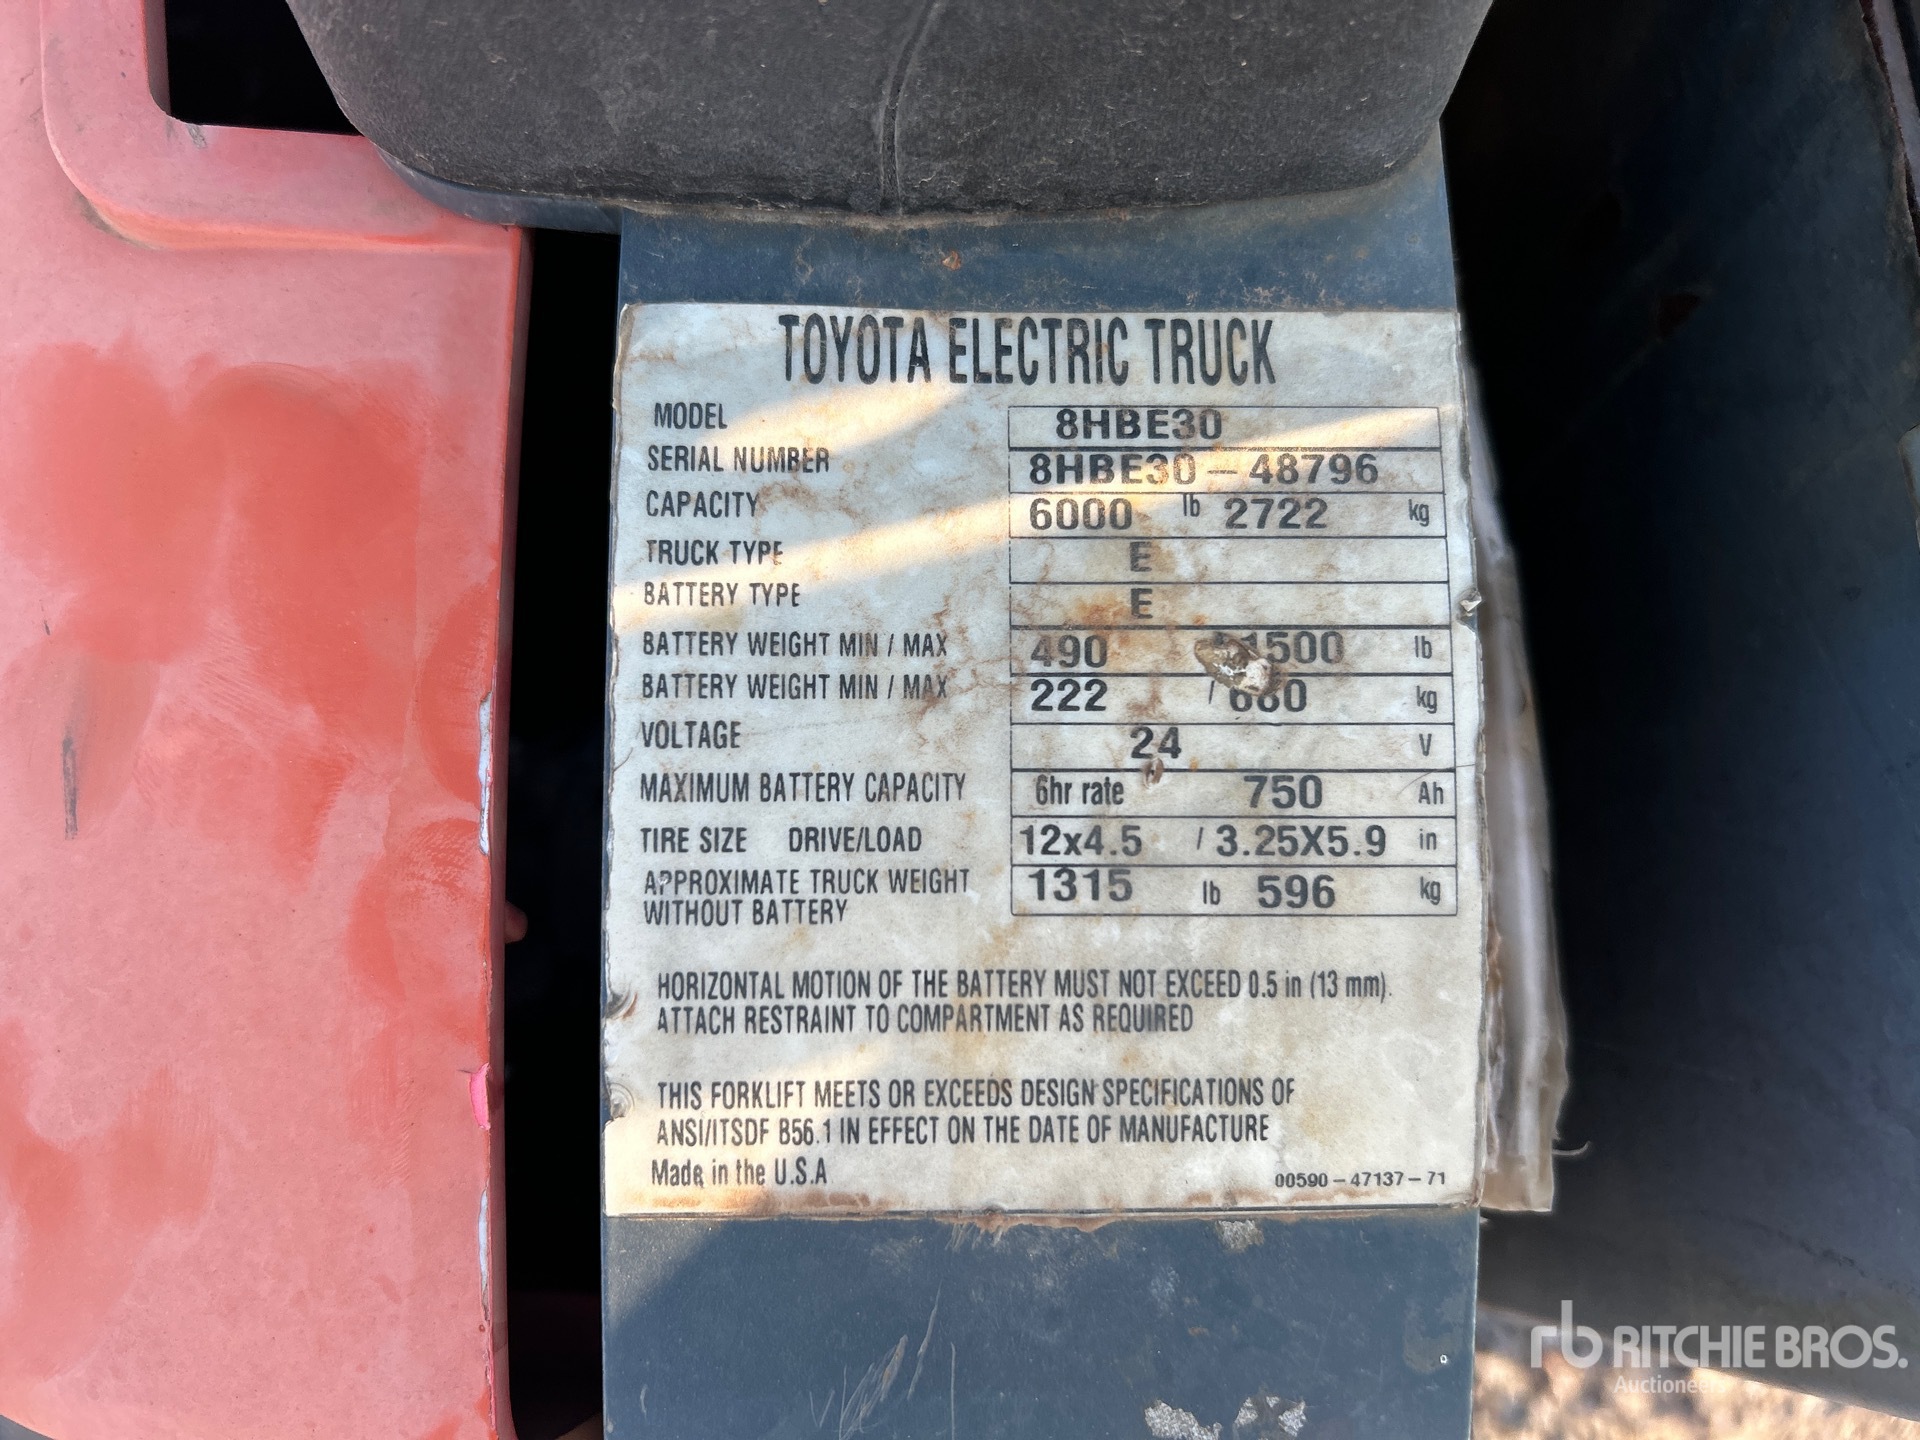 TOYOTA ELECTRIC TRUCK
MODEL 8HBE30
SERIAL NUMBER 8HBE30-48796
CAPACITY 6000 lb 2722 kg
TRUCK TYPE E
BATTERY TYPE E
BATTERY WEIGHT MIN / MAX 490 / 1500 lb
BATTERY WEIGHT MIN / MAX 222 / 680 kg
VOLTAGE 24 V
MAXIMUM BATTERY CAPACITY 6hr rate 750 Ah
TIRE SIZE DRIVE/LOAD 12x4.5 / 3.25X5.9 in
APPROXIMATE TRUCK WEIGHT 1315 lb 596 kg
WITHOUT BATTERY
HORIZONTAL MOTION OF THE BATTERY MUST NOT EXCEED 0.5 in (13 mm).
ATTACH RESTRAINT TO COMPARTMENT AS REQUIRED
THIS FORKLIFT MEETS OR EXCEEDS DESIGN SPECIFICATIONS OF
ANSI/ITSDF B56.1 IN EFFECT ON THE DATE OF MANUFACTURE
Made in the U.S.A 00590-47137-71
rb RITCHIE BROS.
Auctioneers